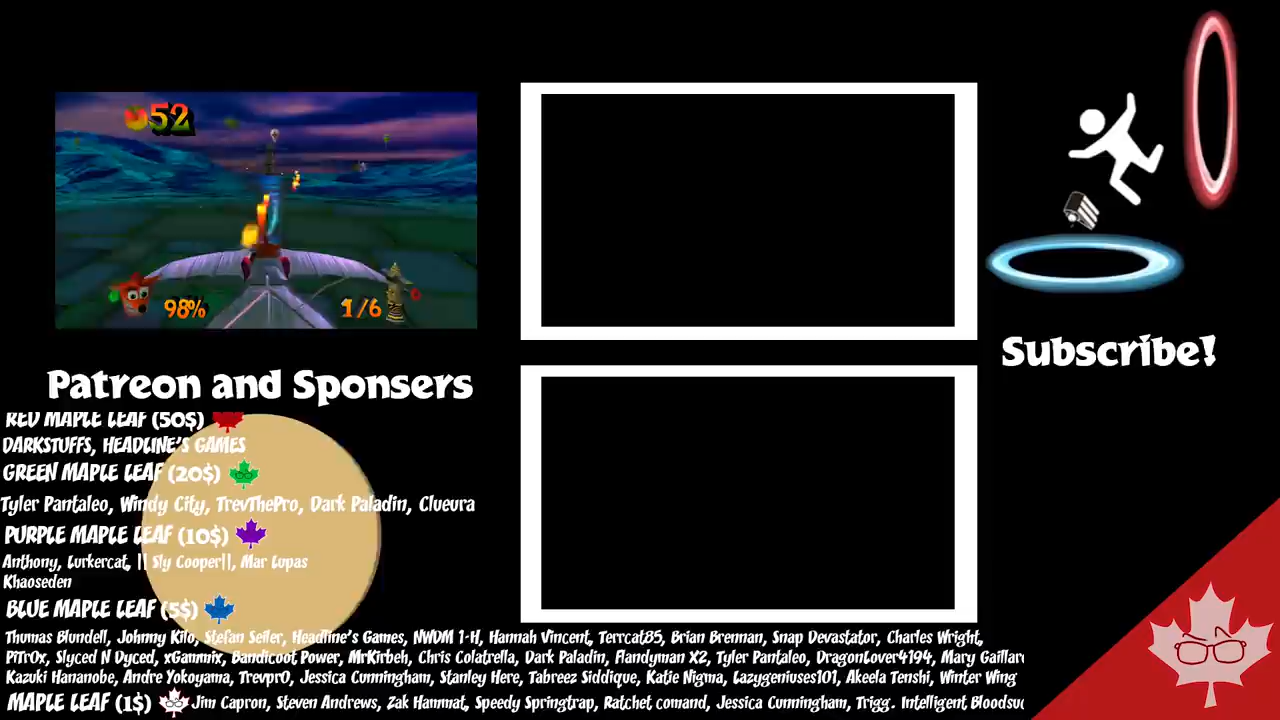 52
98%
1/6
Subscribe!
Patreon and Sponsers
RED MAPLE LEAF (50$)
DARKSTUFFS, HEADLINE'S GAMES
GREEN MAPLE LEAF (20$)
Tyler Pantaleo, Windy City, TrevThePro, Dark Paladin, Clueura
PURPLE MAPLE LEAF (10$)
Anthony, Lurkercat, || Sly Cooper||, Mar Lupas
Khaoseden
BLUE MAPLE LEAF (5$)
Thumas Blundell, Johnny Kilo, Stefan Seiler, Headline's Games, NWDM 1-H, Hannah Vincent, Terrcat85, Brian Brennan, Snap Devastator, Charles Wright,
PiTrOx, Slyced N Dyced, xGanmix, Bandicoot Power, MrKirbeh, Chris Colatrella, Dark Paladin, Flandyman X2, Tyler Pantaleo, DragonLover4194, Mary Gaillard
Kazuki Hananobe, Andre Yokoyama, Trevpr0, Jessica Cunningham, Stanley Here, Tabreez Siddique, Katie Nigma, Lazygeniuses101, Akeela Tenshi, Winter Wing
MAPLE LEAF (1$) Jim Capron, Steven Andrews, Zak Hammat, Speedy Springtrap, Ratchet comand, Jessica Cunningham, Trigg. Intelligent